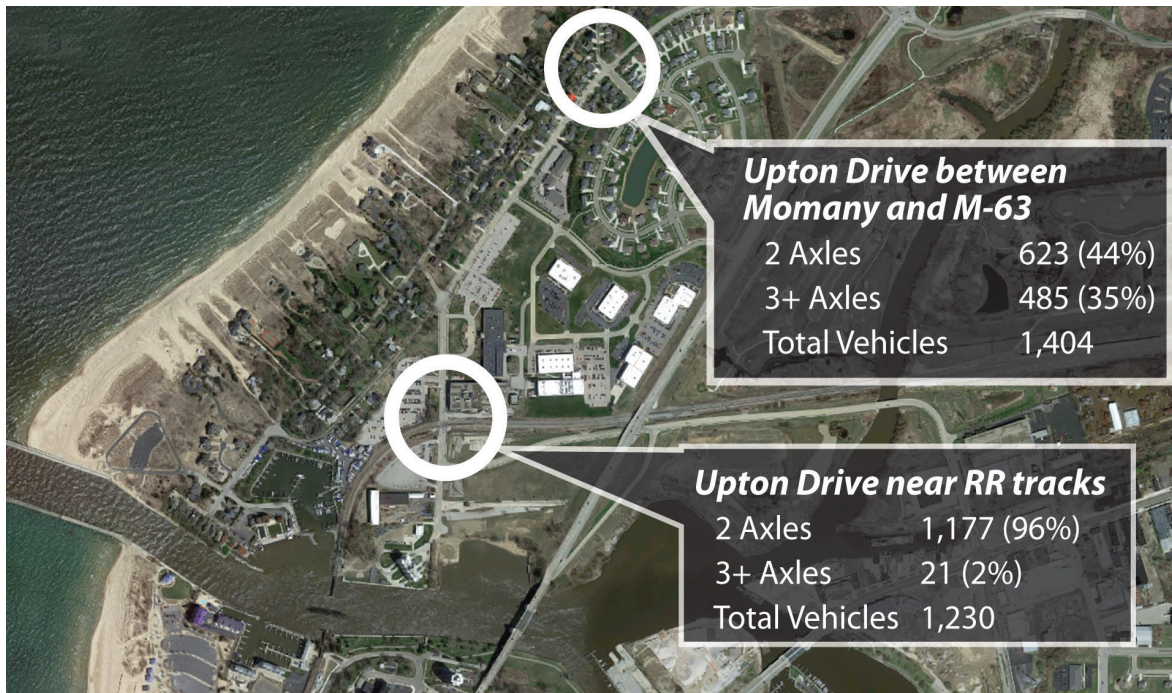 Upton Drive between
Momany and M-63
2 Axles 623 (44%)
3+ Axles 485 (35%)
Total Vehicles 1,404
Upton Drive near RR tracks
2 Axles 1,177 (96%)
3+ Axles 21 (2%)
Total Vehicles 1,230